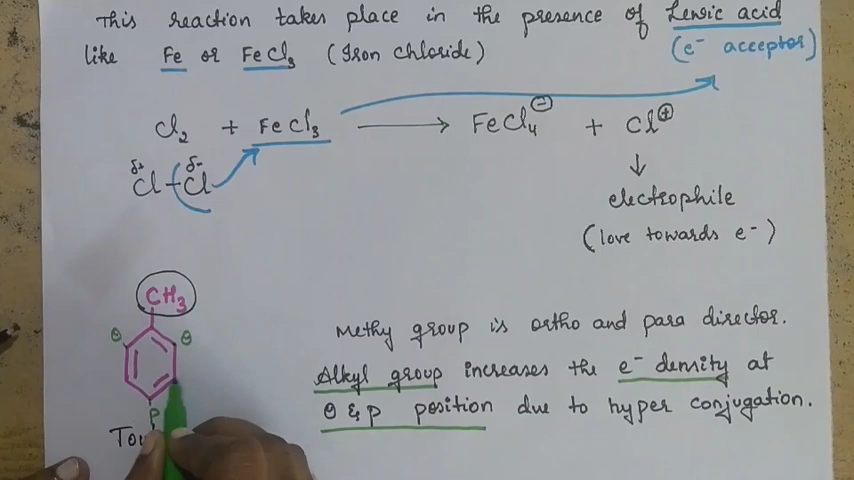 This reaction takes place in the presence of Lewic acid
like Fe or FeCl₃ (Iron chloride) (e⁻ acceptor)
Cl₂ + FeCl₃ ⟶ FeCl₄⊖ + Cl⊕
δ+ δ-
Cl-Cl
↓
electrophile
(love towards e⁻)
CH₃
Methy group is ortho and para director.
Θ Θ
Alkyl group increases the e⁻ density at
Θ & p position due to hyper conjugation.
P